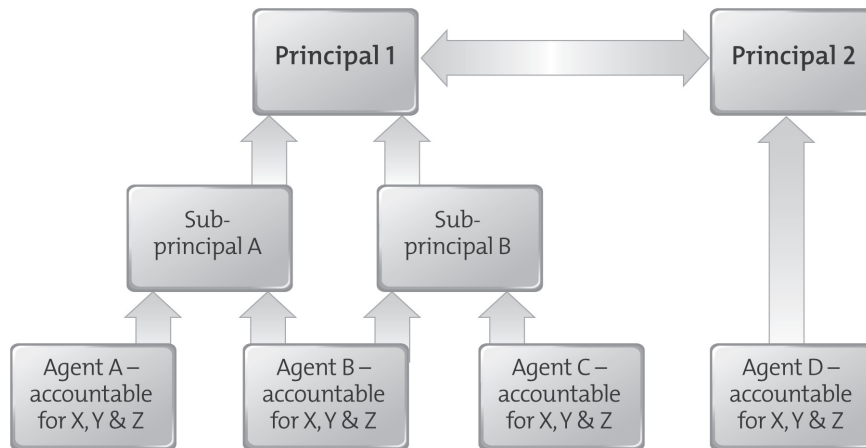 Principal 1
Principal 2
Sub-
principal A
Sub-
principal B
Agent A –
accountable
for X, Y & Z
Agent B –
accountable
for X, Y & Z
Agent C –
accountable
for X, Y & Z
Agent D –
accountable
for X, Y & Z